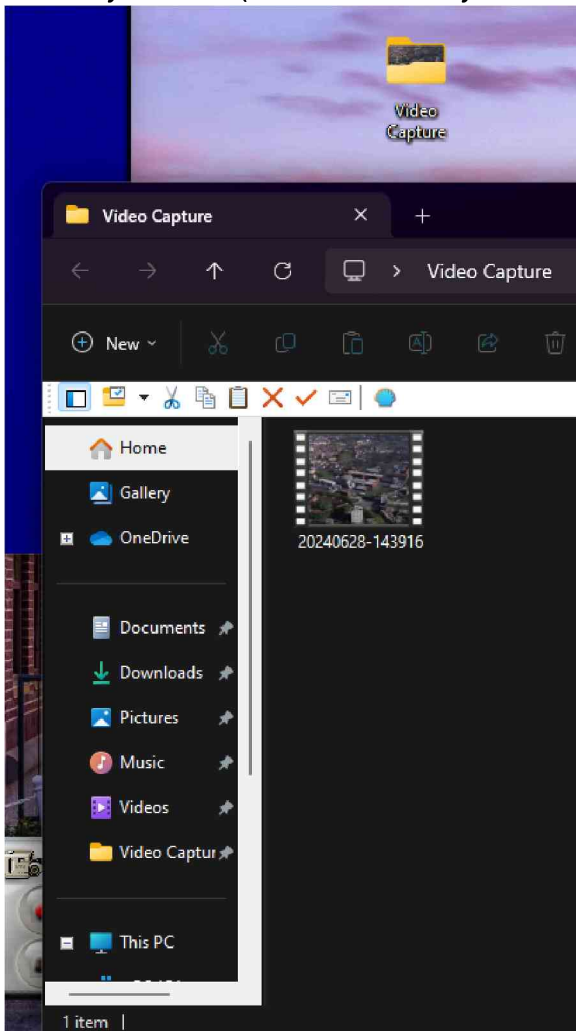 Video
Capture
Video Capture
Video Capture
New
Home
Gallery
OneDrive
20240628-143916
Documents
Downloads
Pictures
Music
Videos
Video Captur
This PC
1 item